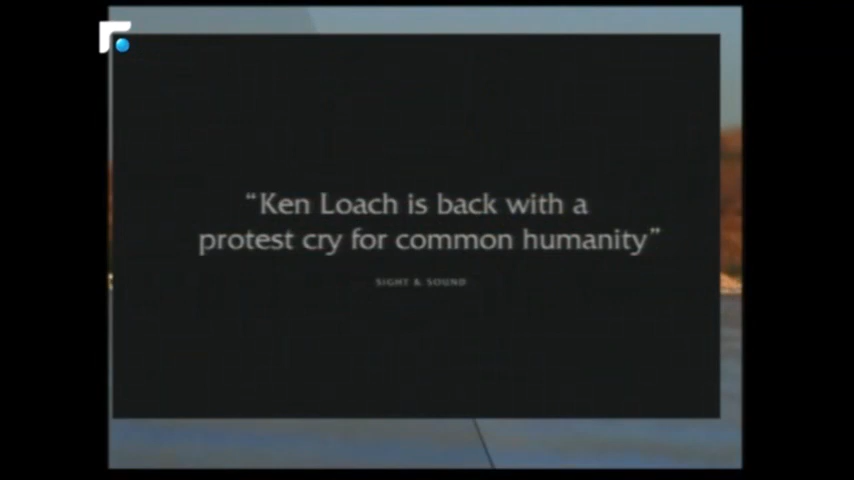 “Ken Loach is back with a
protest cry for common humanity”
SIGHT & SOUND